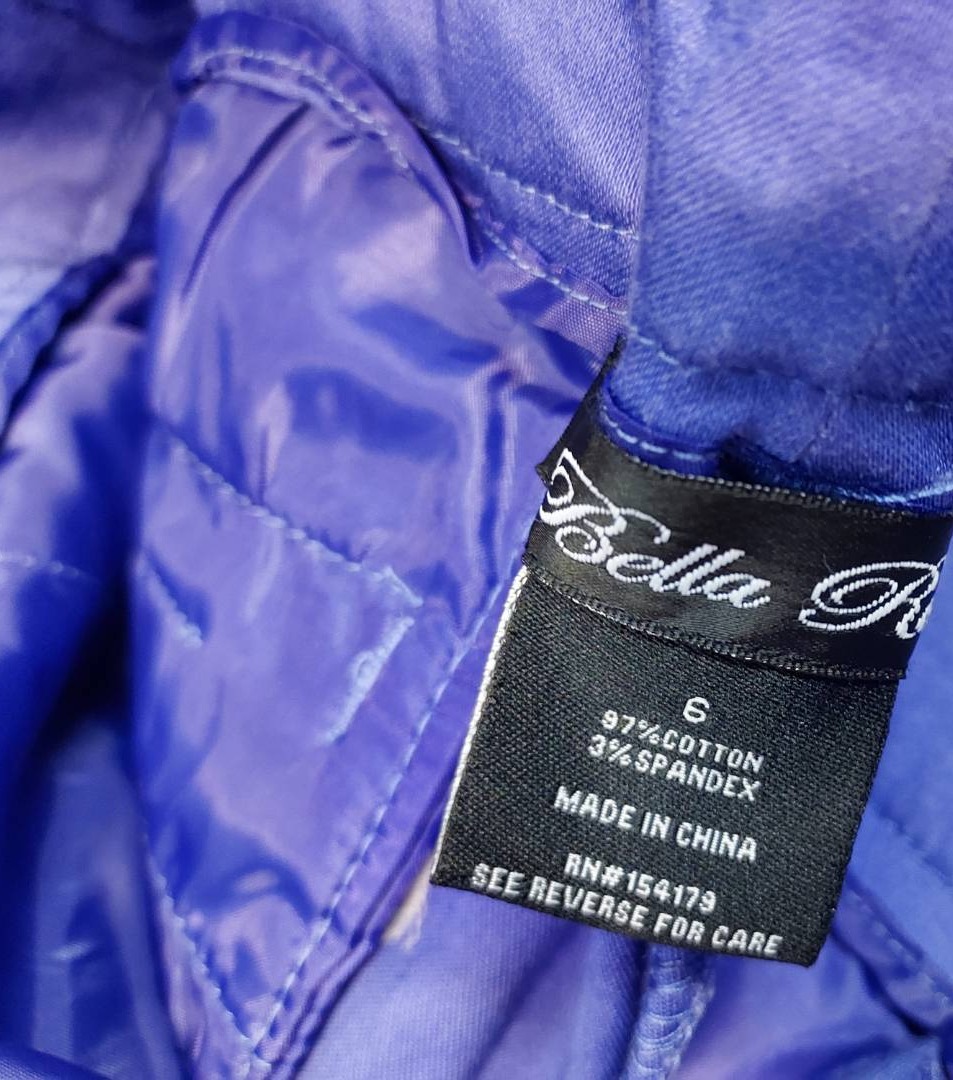 Bella
6
97%COTTON
3%SPANDEX
MADE IN CHINA
RN#154179
SEE REVERSE FOR CARE